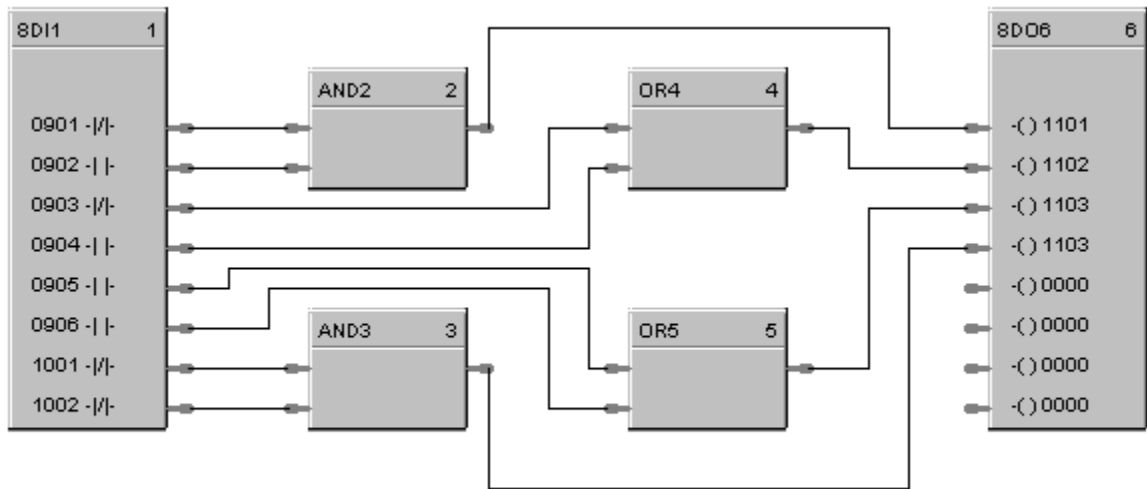 8DI1 1
0901 -|/|-
0902 -| |-
0903 -|/|-
0904 -| |-
0905 -| |-
0906 -| |-
1001 -|/|-
1002 -|/|-
AND2 2
AND3 3
OR4 4
OR5 5
8DO6 6
-( ) 1101
-( ) 1102
-( ) 1103
-( ) 1103
-( ) 0000
-( ) 0000
-( ) 0000
-( ) 0000